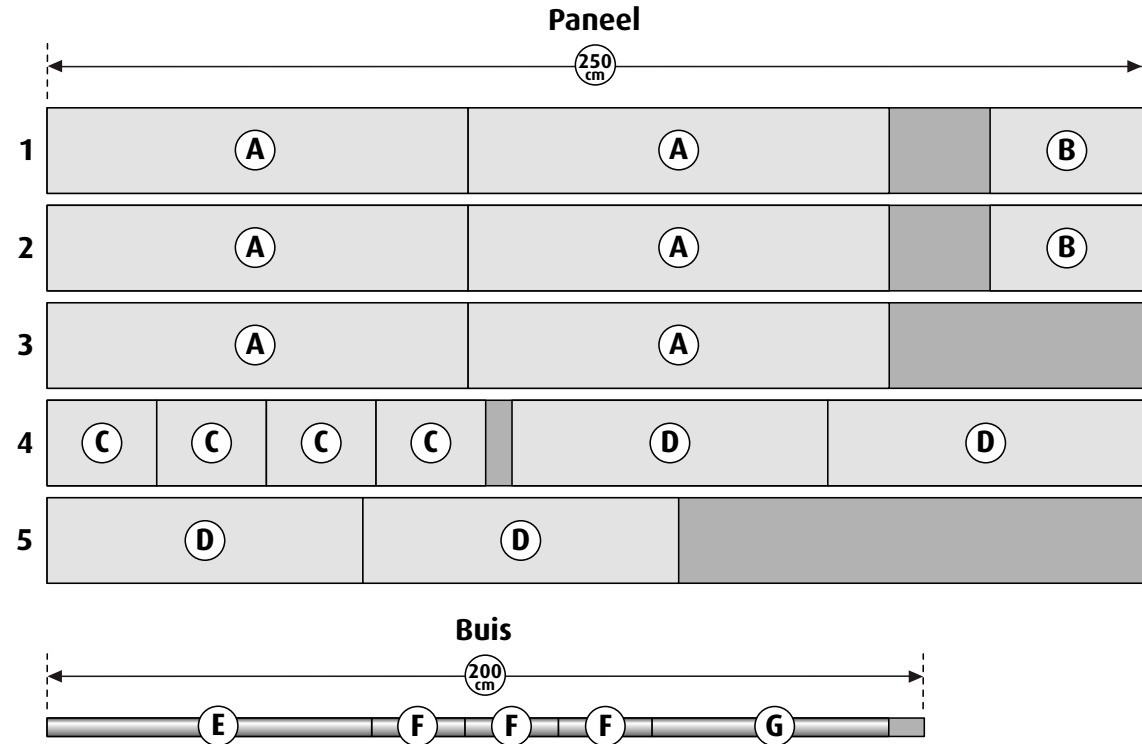 Paneel
250
cm
1 A A B
2 A A B
3 A A
4 C C C C D D
5 D D
Buis
200
cm
E F F F G